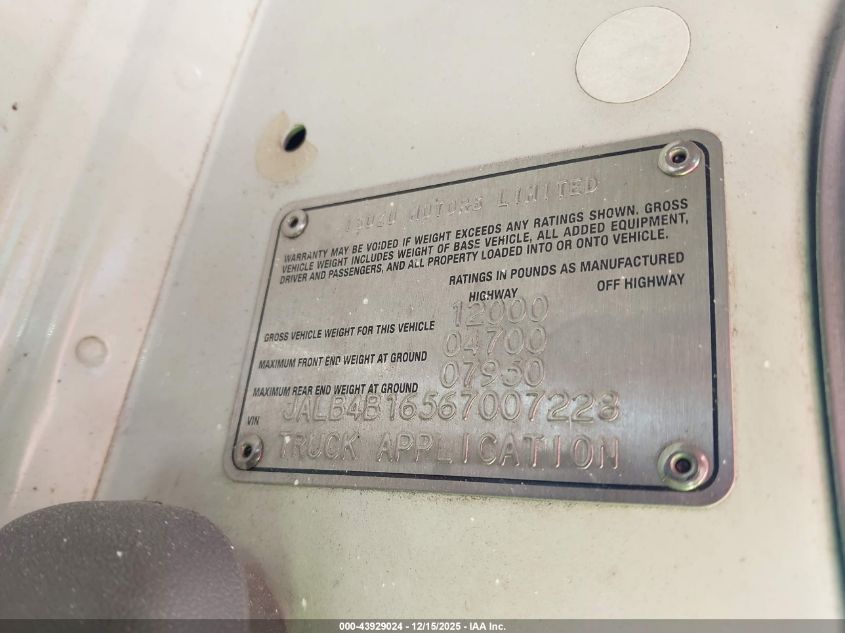 ISUZU MOTORS LIMITED
WARRANTY MAY BE VOIDED IF WEIGHT EXCEEDS ANY RATINGS SHOWN. GROSS
VEHICLE WEIGHT INCLUDES WEIGHT OF BASE VEHICLE, ALL ADDED EQUIPMENT,
DRIVER AND PASSENGERS, AND ALL PROPERTY LOADED INTO OR ONTO VEHICLE.
RATINGS IN POUNDS AS MANUFACTURED
HIGHWAY OFF HIGHWAY
GROSS VEHICLE WEIGHT FOR THIS VEHICLE 12000
MAXIMUM FRONT END WEIGHT AT GROUND 04700
MAXIMUM REAR END WEIGHT AT GROUND 07950
VIN JALB4B16567007228
TRUCK APPLICATION
000-43929024 - 12/15/2025 - IAA Inc.